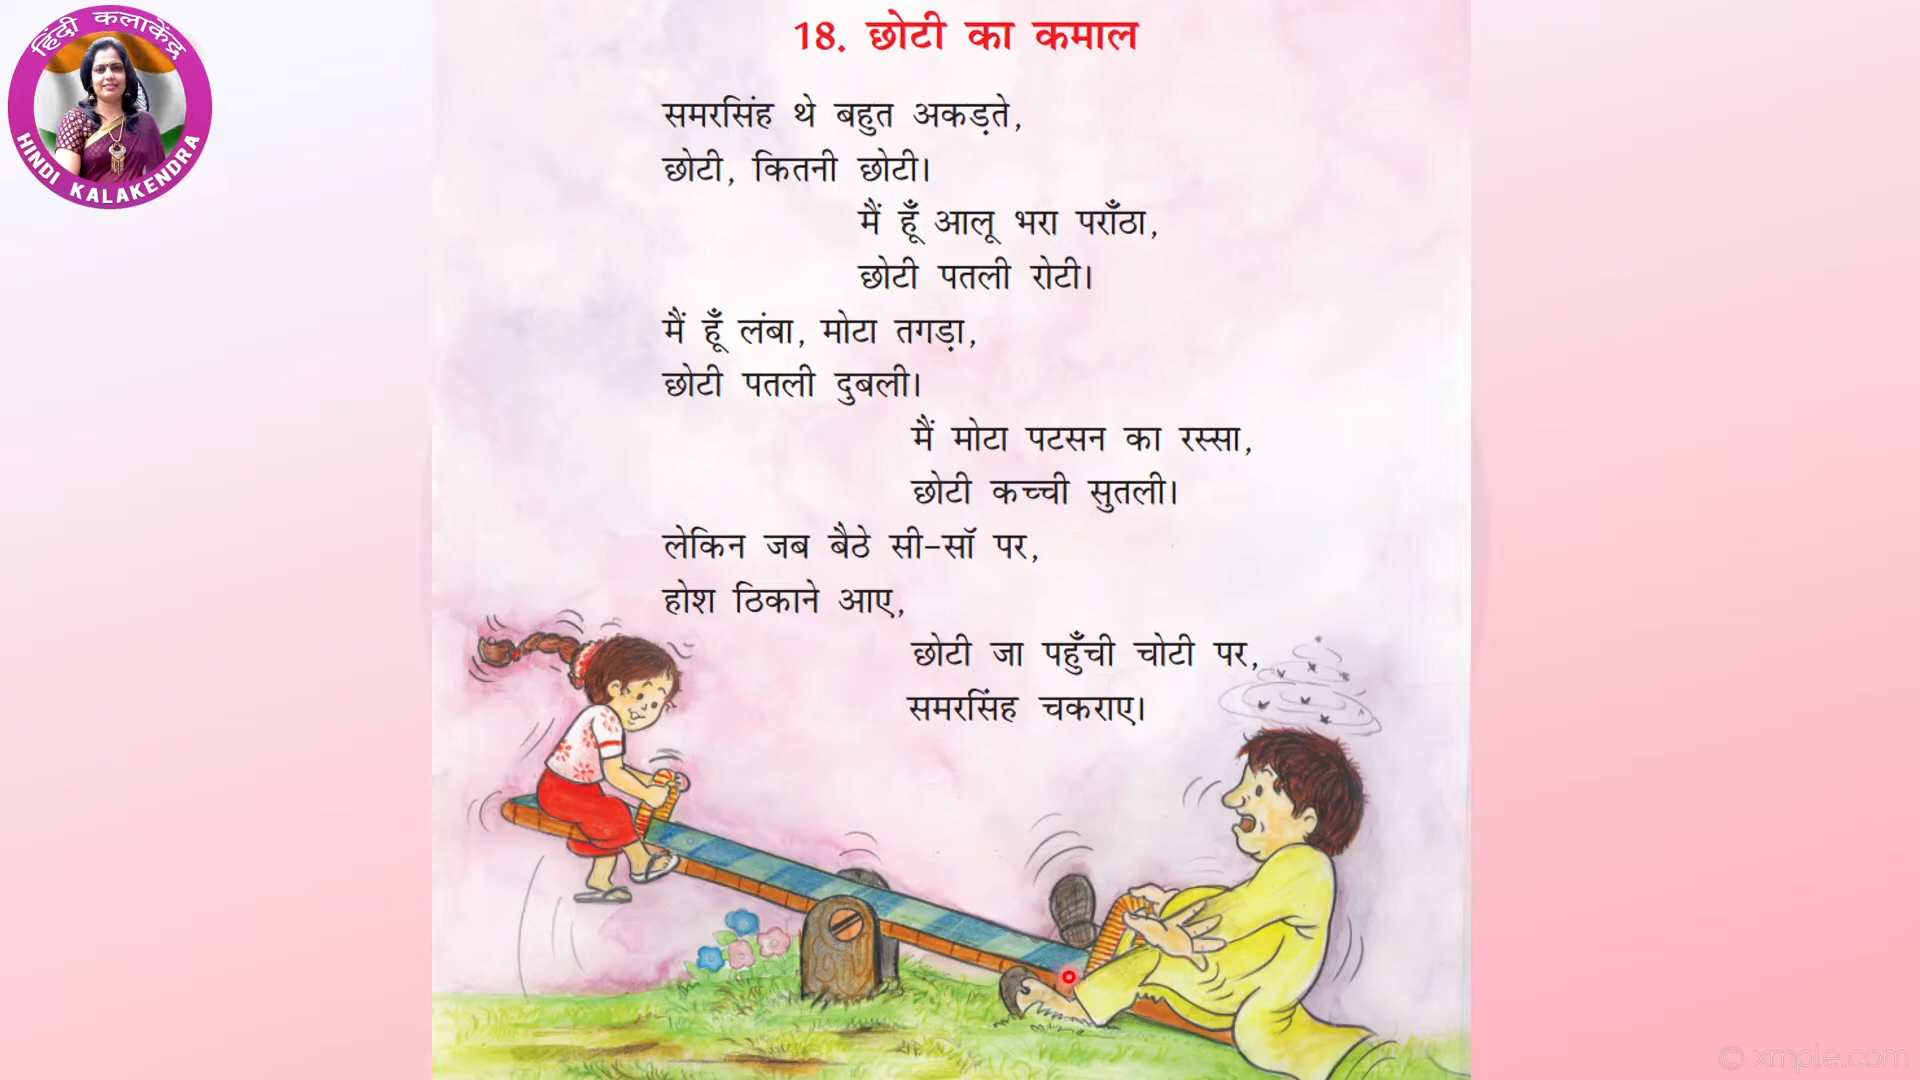 हिंदी कलाकेंद्र
HINDI KALAKENDRA
18. छोटी का कमाल
समरसिंह थे बहुत अकड़ते,
छोटी, कितनी छोटी।
मैं हूँ आलू भरा पराँठा,
छोटी पतली रोटी।
मैं हूँ लंबा, मोटा तगड़ा,
छोटी पतली दुबली।
मैं मोटा पटसन का रस्सा,
छोटी कच्ची सुतली।
लेकिन जब बैठे सी-सॉ पर,
होश ठिकाने आए,
छोटी जा पहुँची चोटी पर,
समरसिंह चकराए।
© xmple.com